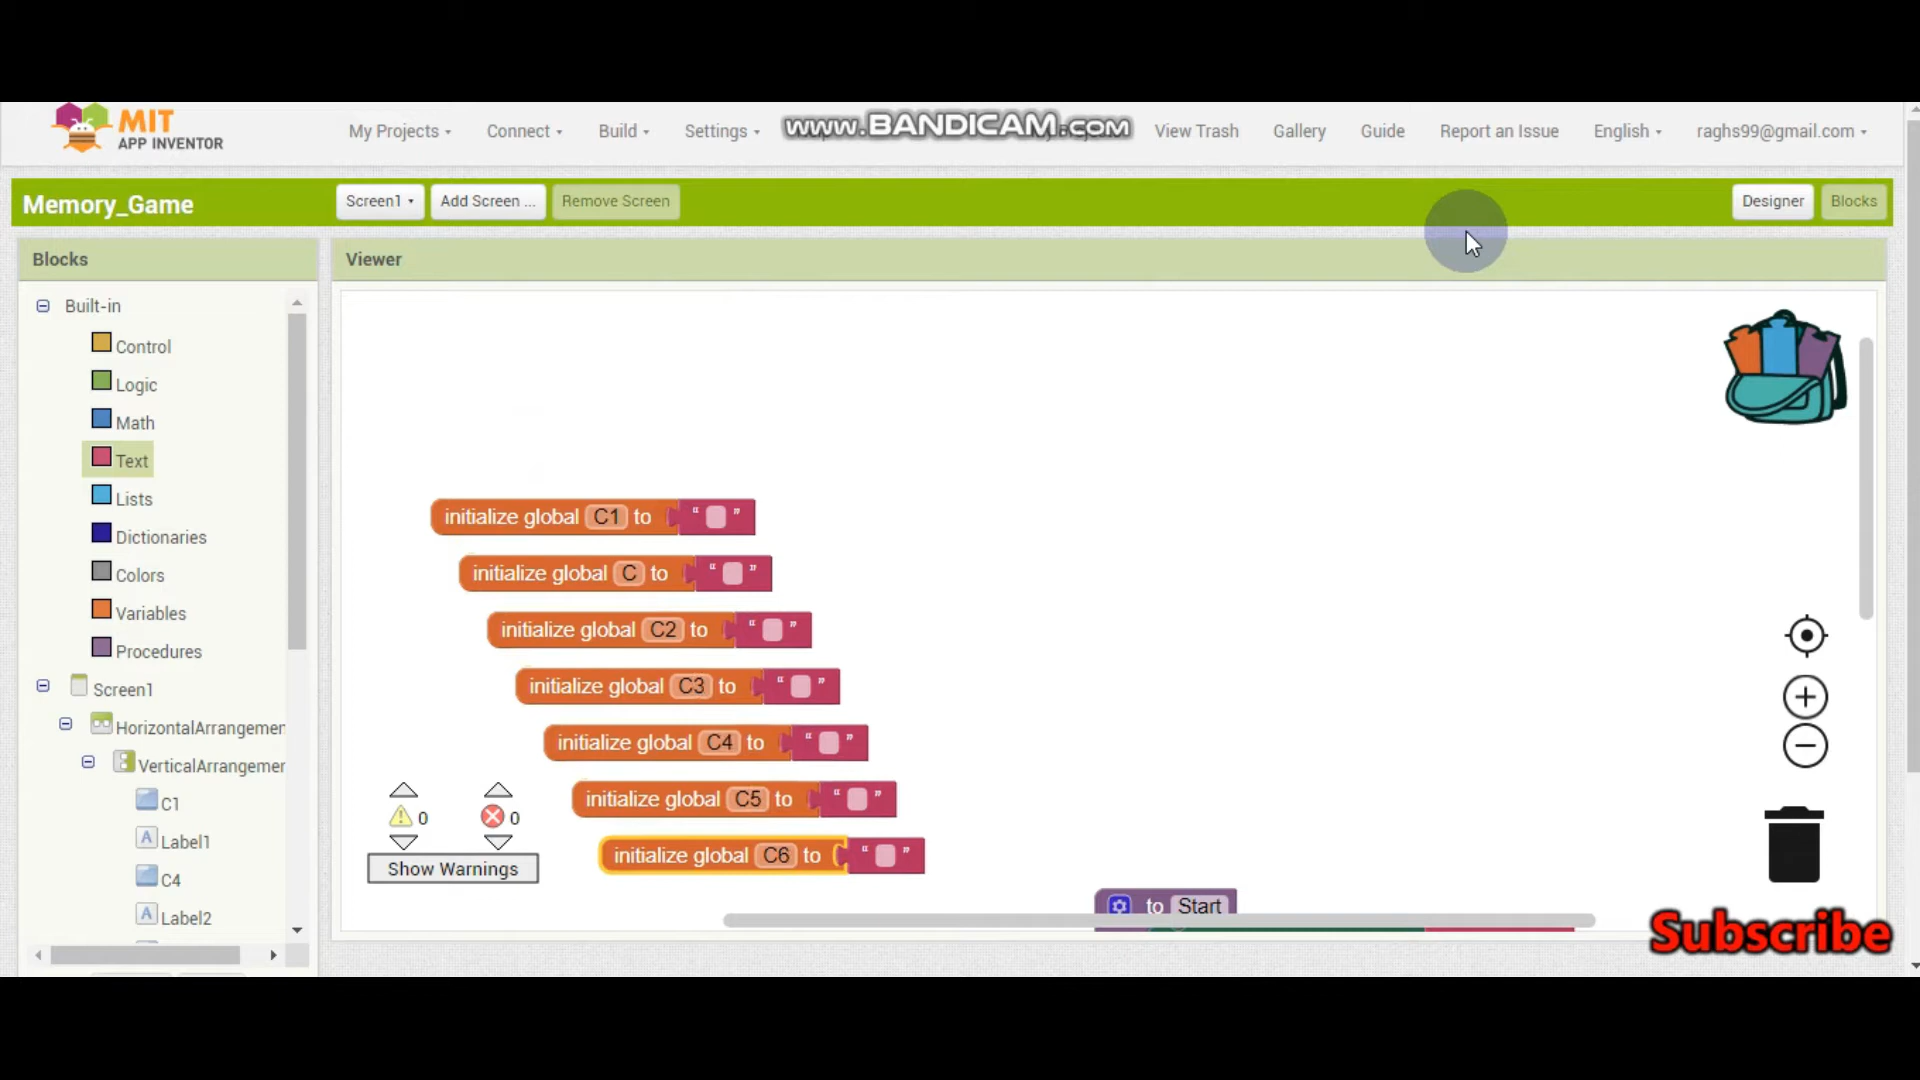 MIT
APP INVENTOR
My Projects
Connect
Build
Settings
www.BANDICAM.com
View Trash
Gallery
Guide
Report an Issue
English
raghs99@gmail.com
Memory_Game
Screen1
Add Screen ...
Remove Screen
Designer
Blocks
Blocks
Viewer
Built-in
Control
Logic
Math
Text
Lists
Dictionaries
Colors
Variables
Procedures
Screen1
HorizontalArrangemen
VerticalArrangemer
C1
Label1
C4
Label2
initialize global C1 to “ ”
initialize global C to “ ”
initialize global C2 to “ ”
initialize global C3 to “ ”
initialize global C4 to “ ”
initialize global C5 to “ ”
initialize global C6 to “ ”
0
0
Show Warnings
to Start
Subscribe